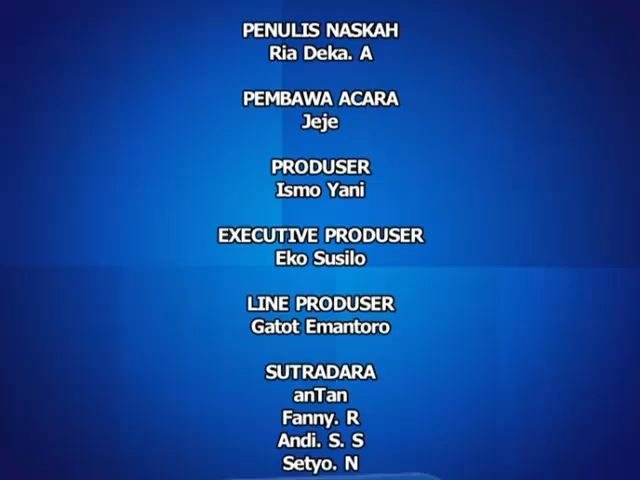 PENULIS NASKAH
Ria Deka. A
PEMBAWA ACARA
Jeje
PRODUSER
Ismo Yani
EXECUTIVE PRODUSER
Eko Susilo
LINE PRODUSER
Gatot Emantoro
SUTRADARA
anTan
Fanny. R
Andi. S. S
Setyo. N